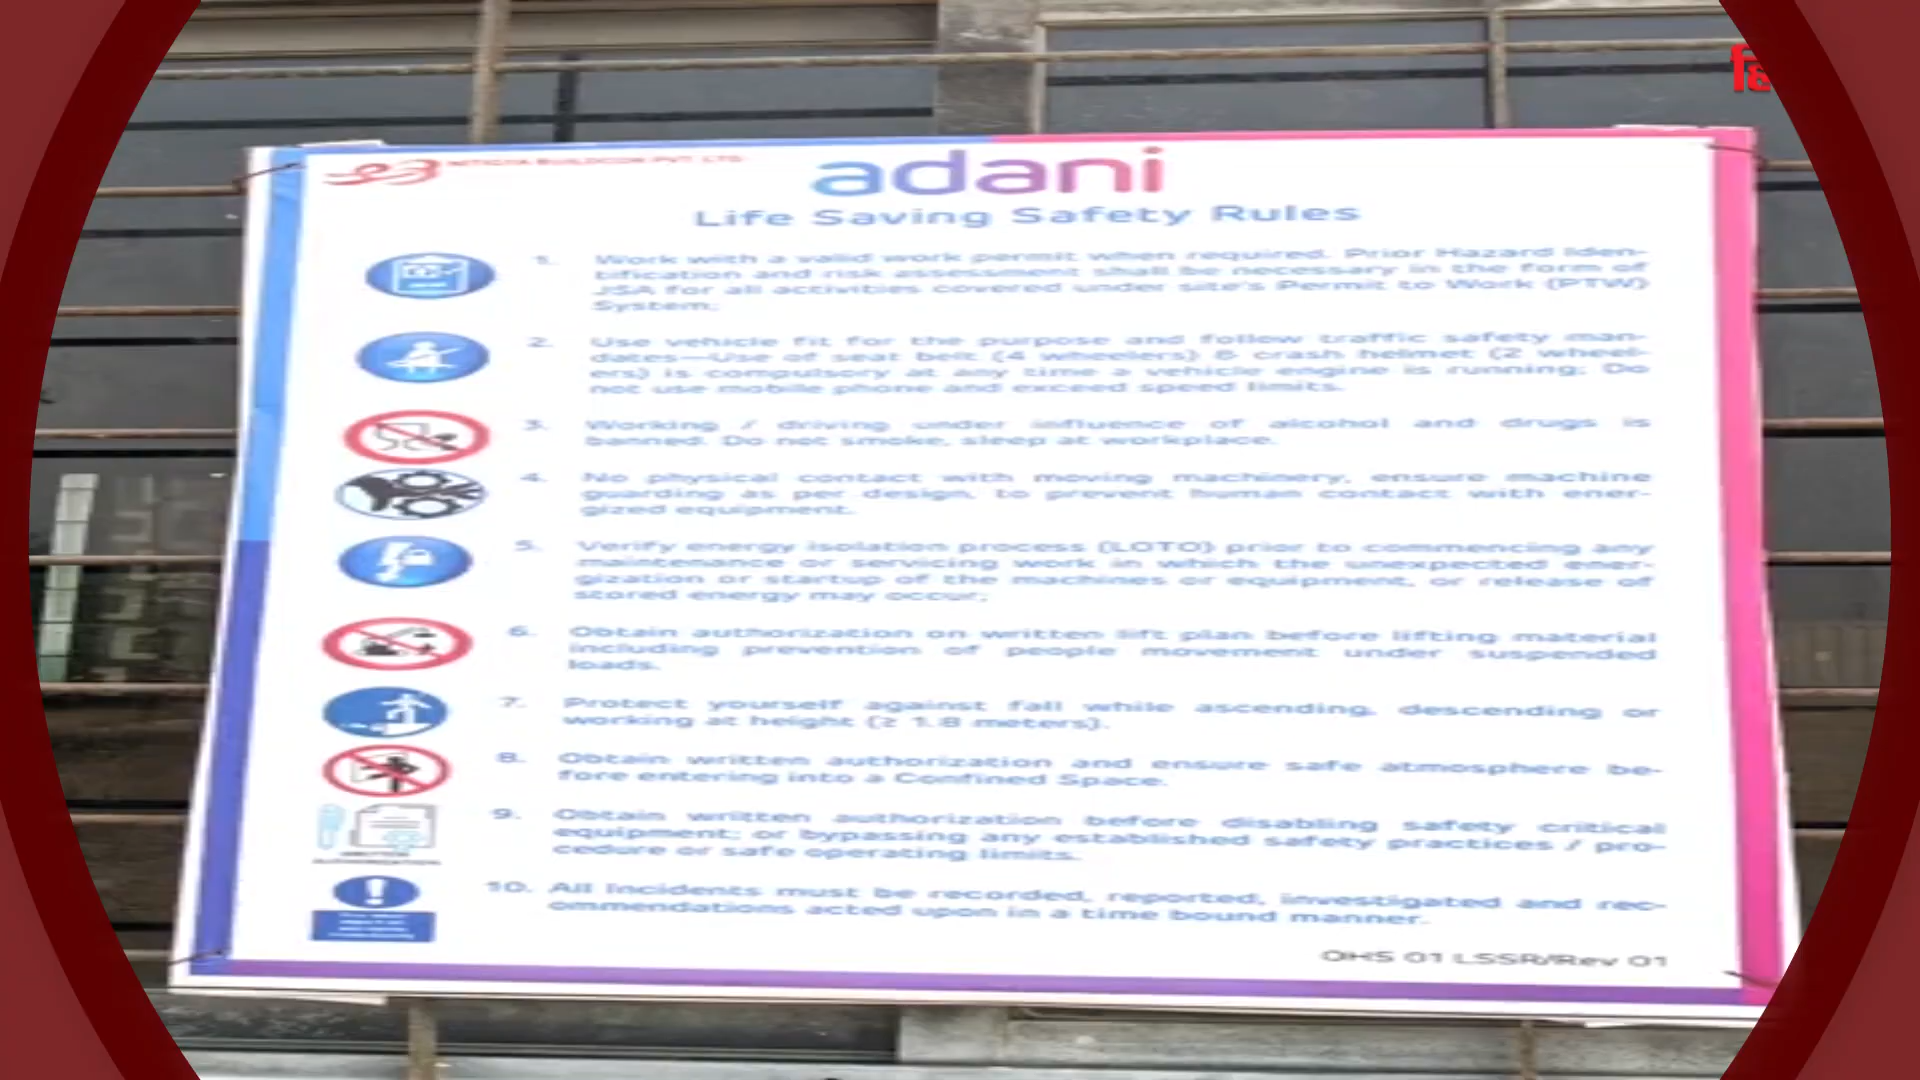 BUILDCON PVT. LTD.
adani
Life Saving Safety Rules
1. Work with a valid work permit when required. Prior Hazard Iden-
tification and risk assessment shall be necessary in the form of
JSA for all activities covered under site's Permit to Work (PTW)
System;
2. Use vehicle fit for the purpose and follow traffic safety man-
dates—Use of seat belt (4 wheelers) & crash helmet (2 wheel-
ers) is compulsory at any time a vehicle engine is running; Do
not use mobile phone and exceed speed limits.
3. Working / driving under influence of alcohol and drugs is
banned. Do not smoke, sleep at workplace.
4. No physical contact with moving machinery, ensure machine
guarding as per design, to prevent human contact with ener-
gized equipment.
5. Verify energy isolation process (LOTO) prior to commencing any
maintenance or servicing work in which the unexpected ener-
gization or startup of the machines or equipment, or release of
stored energy may occur;
6. Obtain authorization on written lift plan before lifting material
including prevention of people movement under suspended
loads.
7. Protect yourself against fall while ascending, descending or
working at height (≥ 1.8 meters).
8. Obtain written authorization and ensure safe atmosphere be-
fore entering into a Confined Space.
9. Obtain written authorization before disabling safety critical
equipment; or bypassing any established safety practices / pro-
cedure or safe operating limits.
10. All Incidents must be recorded, reported, investigated and rec-
ommendations acted upon in a time bound manner.
OHS 01 LSSR/Rev 01